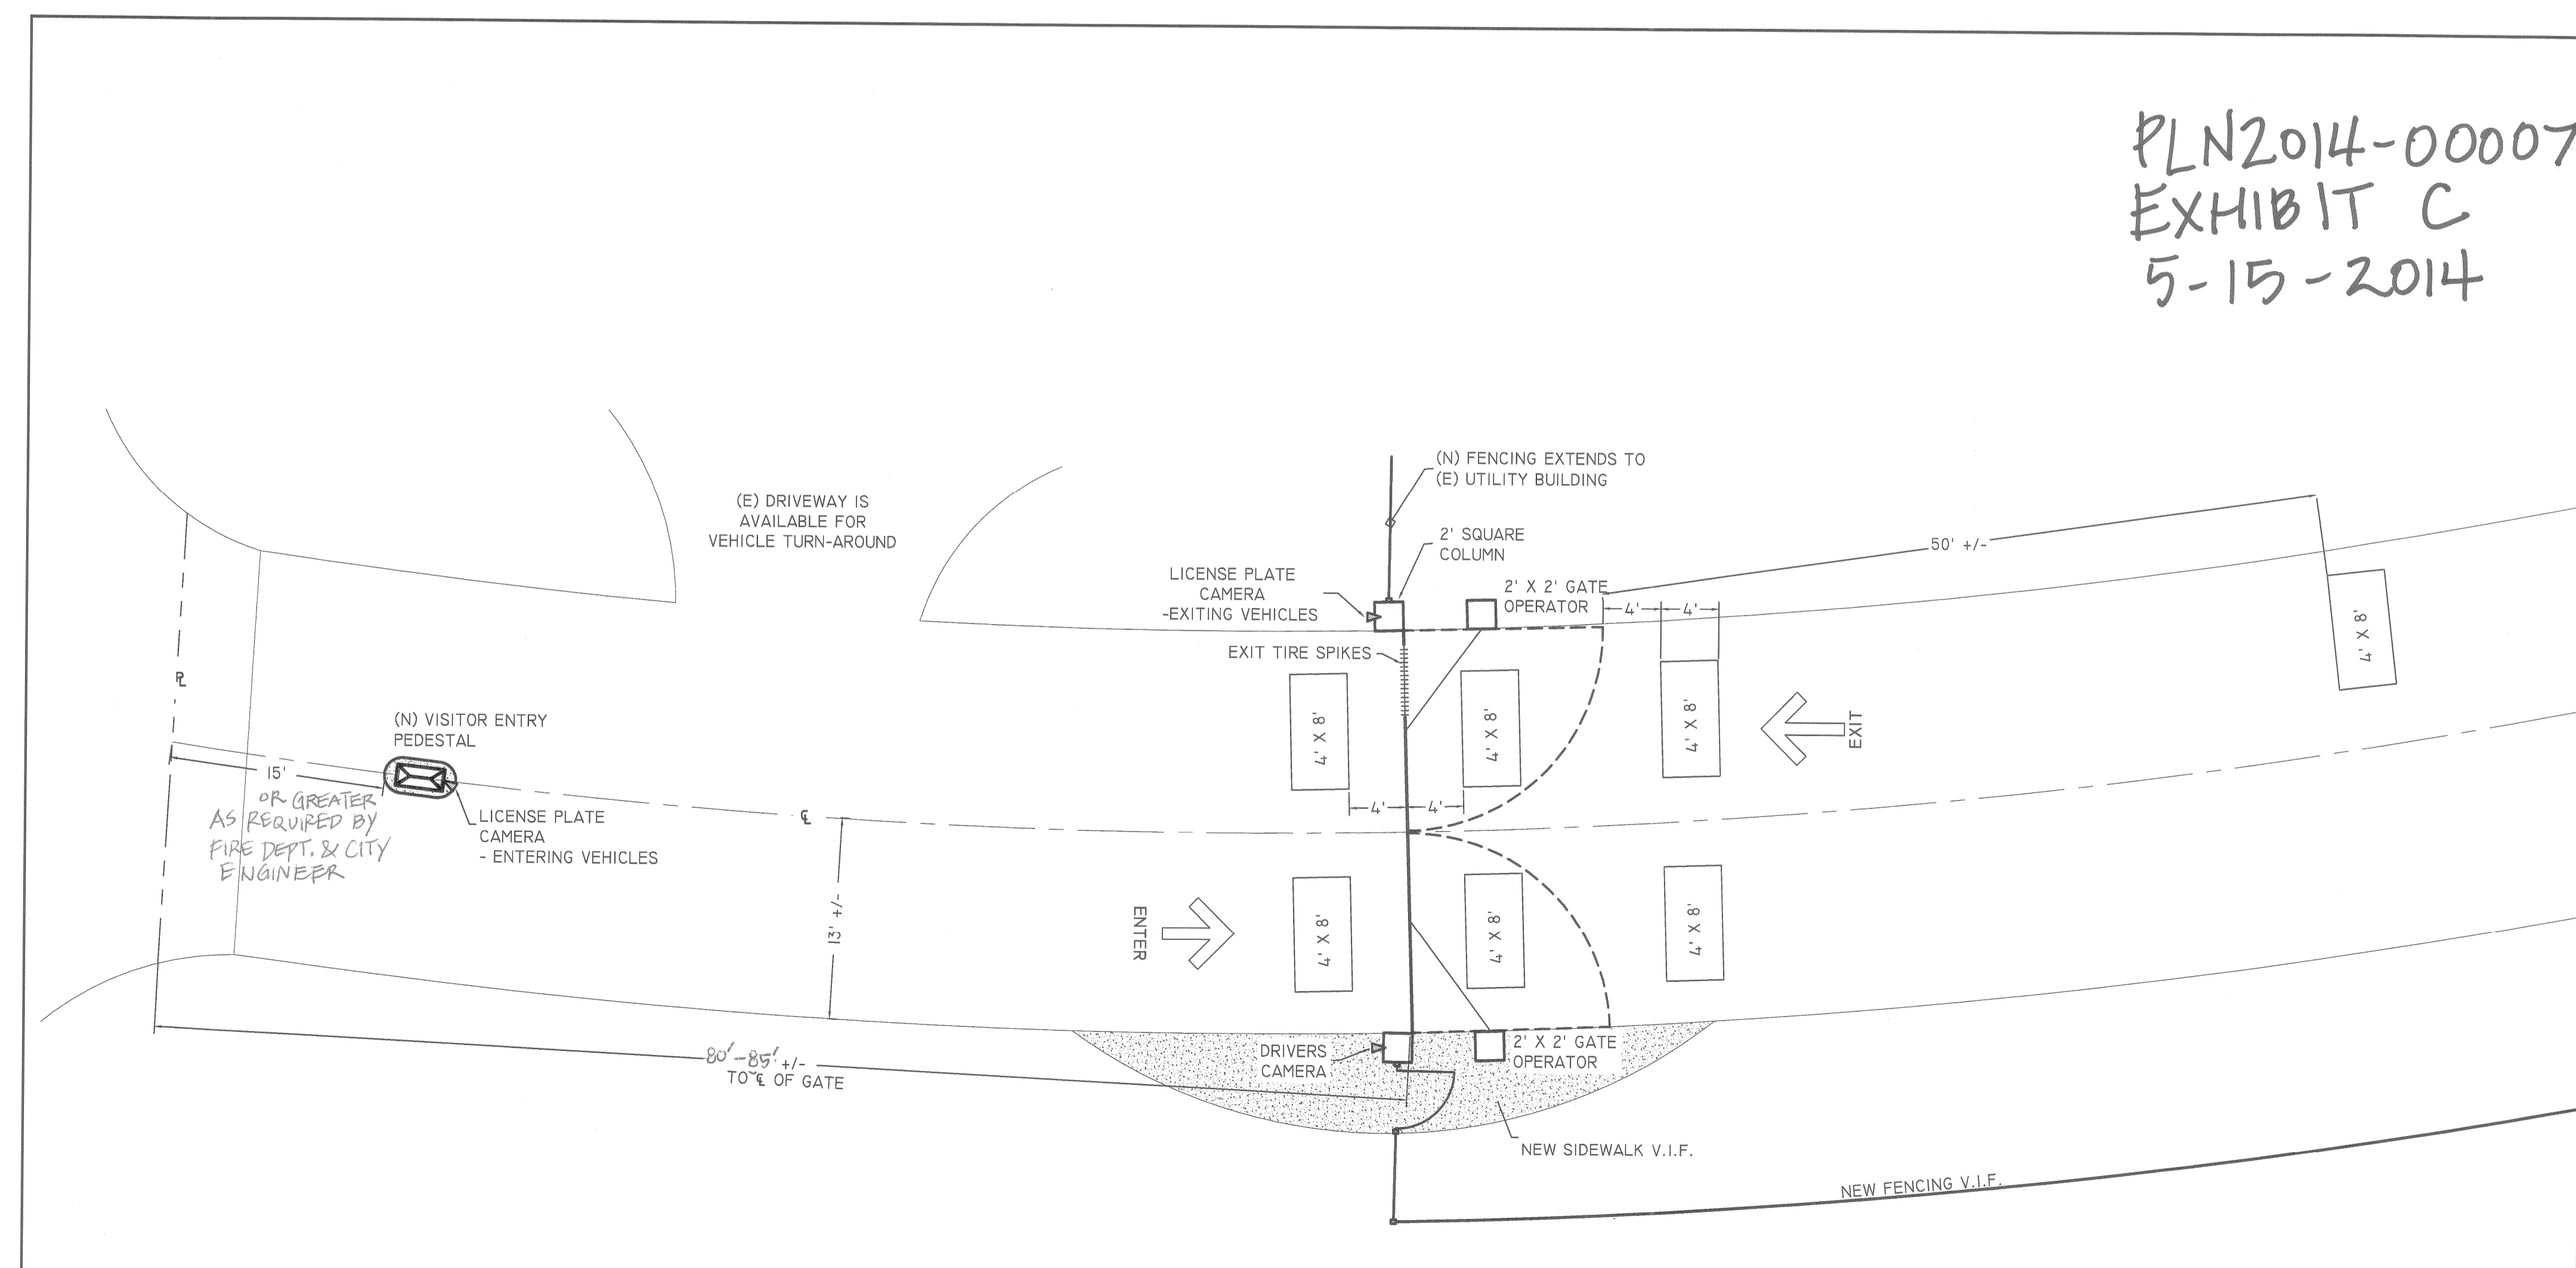 PLN2014-00007
EXHIBIT C
5-15-2014
(N) FENCING EXTENDS TO
(E) UTILITY BUILDING
(E) DRIVEWAY IS
AVAILABLE FOR
VEHICLE TURN-AROUND
2' SQUARE
COLUMN
50' +/-
LICENSE PLATE
CAMERA
-EXITING VEHICLES
2' X 2' GATE
OPERATOR
4'
4'
4' X 8'
EXIT TIRE SPIKES
PL
(N) VISITOR ENTRY
PEDESTAL
4' X 8'
4' X 8'
4' X 8'
EXIT
15'
OR GREATER
AS REQUIRED BY
FIRE DEPT. & CITY
ENGINEER
LICENSE PLATE
CAMERA
- ENTERING VEHICLES
CL
4'
4'
13' +/-
ENTER
4' X 8'
4' X 8'
4' X 8'
80'-85' +/-
TO CL OF GATE
DRIVERS
CAMERA
2' X 2' GATE
OPERATOR
NEW SIDEWALK V.I.F.
NEW FENCING V.I.F.